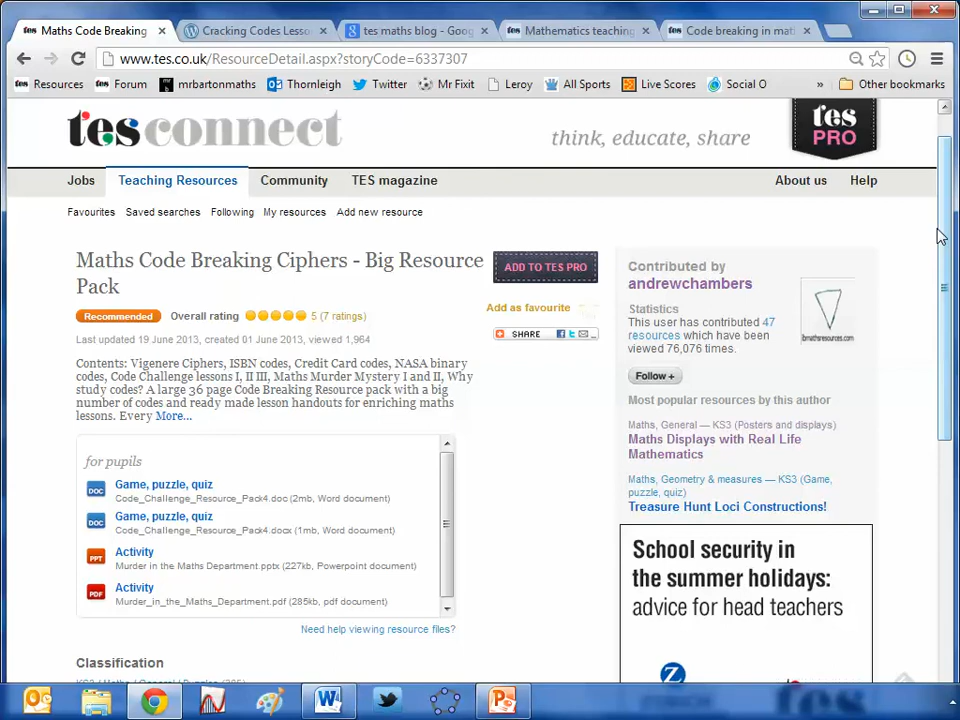 Maths Code Breaking
Cracking Codes Lesso
tes maths blog - Goog
Mathematics teaching
Code breaking in mat
www.tes.co.uk/ResourceDetail.aspx?storyCode=6337307
Resources Forum mrbartonmaths Thornleigh Twitter Mr Fixit Leroy All Sports Live Scores Social O » Other bookmarks
tes connect
think, educate, share
tes PRO
Jobs Teaching Resources Community TES magazine About us Help
Favourites Saved searches Following My resources Add new resource
Maths Code Breaking Ciphers - Big Resource
Pack
ADD TO TES PRO
Add as favourite
SHARE
Recommended Overall rating 5 (7 ratings)
Last updated 19 June 2013, created 01 June 2013, viewed 1,964
Contents: Vigenere Ciphers, ISBN codes, Credit Card codes, NASA binary
codes, Code Challenge lessons I, II III, Maths Murder Mystery I and II, Why
study codes? A large 36 page Code Breaking Resource pack with a big
number of codes and ready made lesson handouts for enriching maths
lessons. Every More...
for pupils
DOC Game, puzzle, quiz
Code_Challenge_Resource_Pack4.doc (2mb, Word document)
DOC Game, puzzle, quiz
Code_Challenge_Resource_Pack4.docx (1mb, Word document)
PPT Activity
Murder in the Maths Department.pptx (227kb, Powerpoint document)
PDF Activity
Murder_in_the_Maths_Department.pdf (285kb, pdf document)
Need help viewing resource files?
Classification
Contributed by
andrewchambers
Statistics
This user has contributed 47
resources which have been
viewed 76,076 times.
ibmathsresources.com
Follow +
Most popular resources by this author
Maths, General — KS3 (Posters and displays)
Maths Displays with Real Life
Mathematics
Maths, Geometry & measures — KS3 (Game,
puzzle, quiz)
Treasure Hunt Loci Constructions!
School security in
the summer holidays:
advice for head teachers